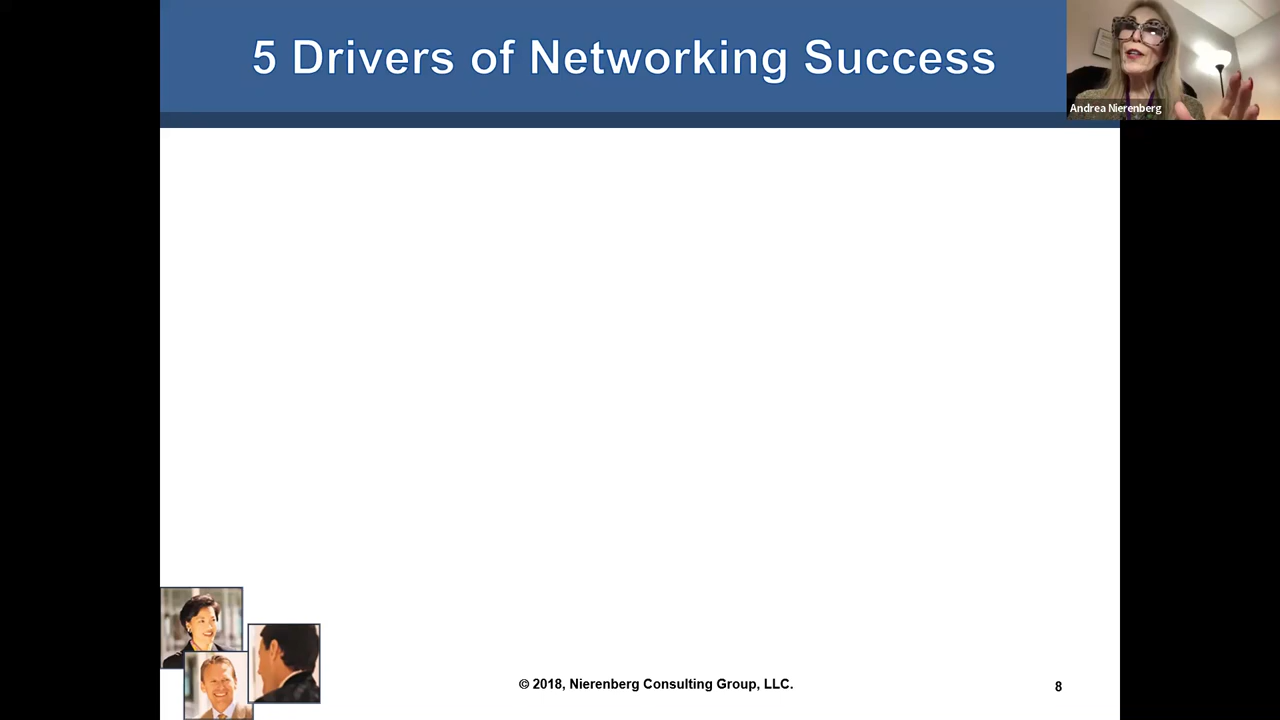 5 Drivers of Networking Success
Andrea Nierenberg
© 2018, Nierenberg Consulting Group, LLC.
8